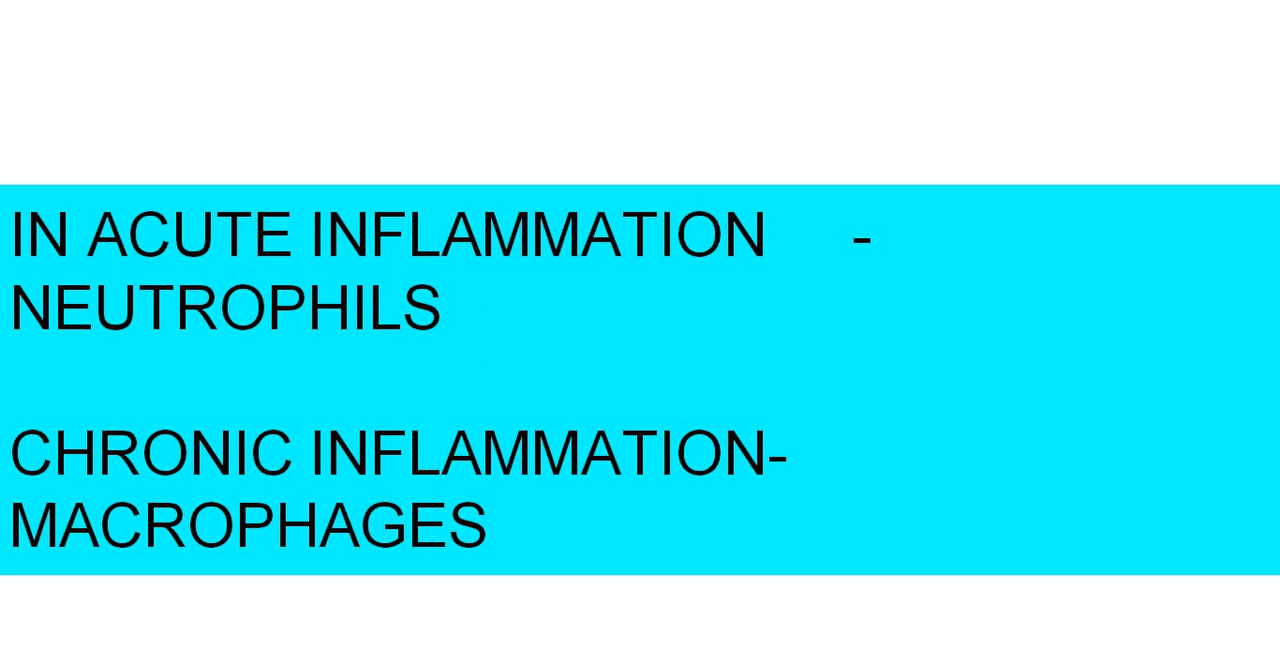 IN ACUTE INFLAMMATION     -
NEUTROPHILS
CHRONIC INFLAMMATION-
MACROPHAGES